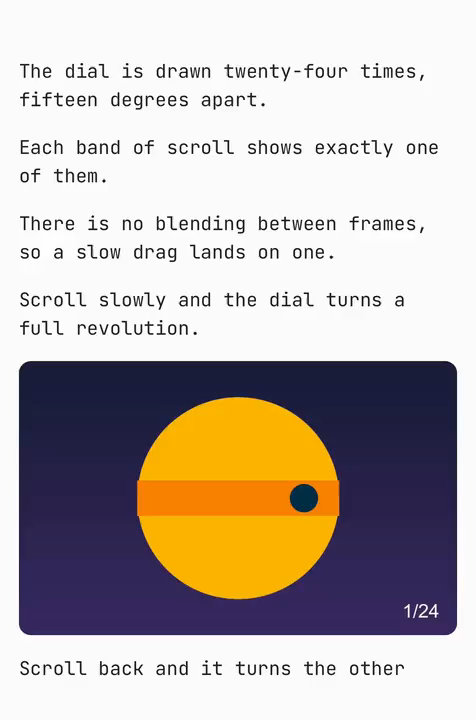 The dial is drawn twenty-four times,
fifteen degrees apart.
Each band of scroll shows exactly one
of them.
There is no blending between frames,
so a slow drag lands on one.
Scroll slowly and the dial turns a
full revolution.
1/24
Scroll back and it turns the other